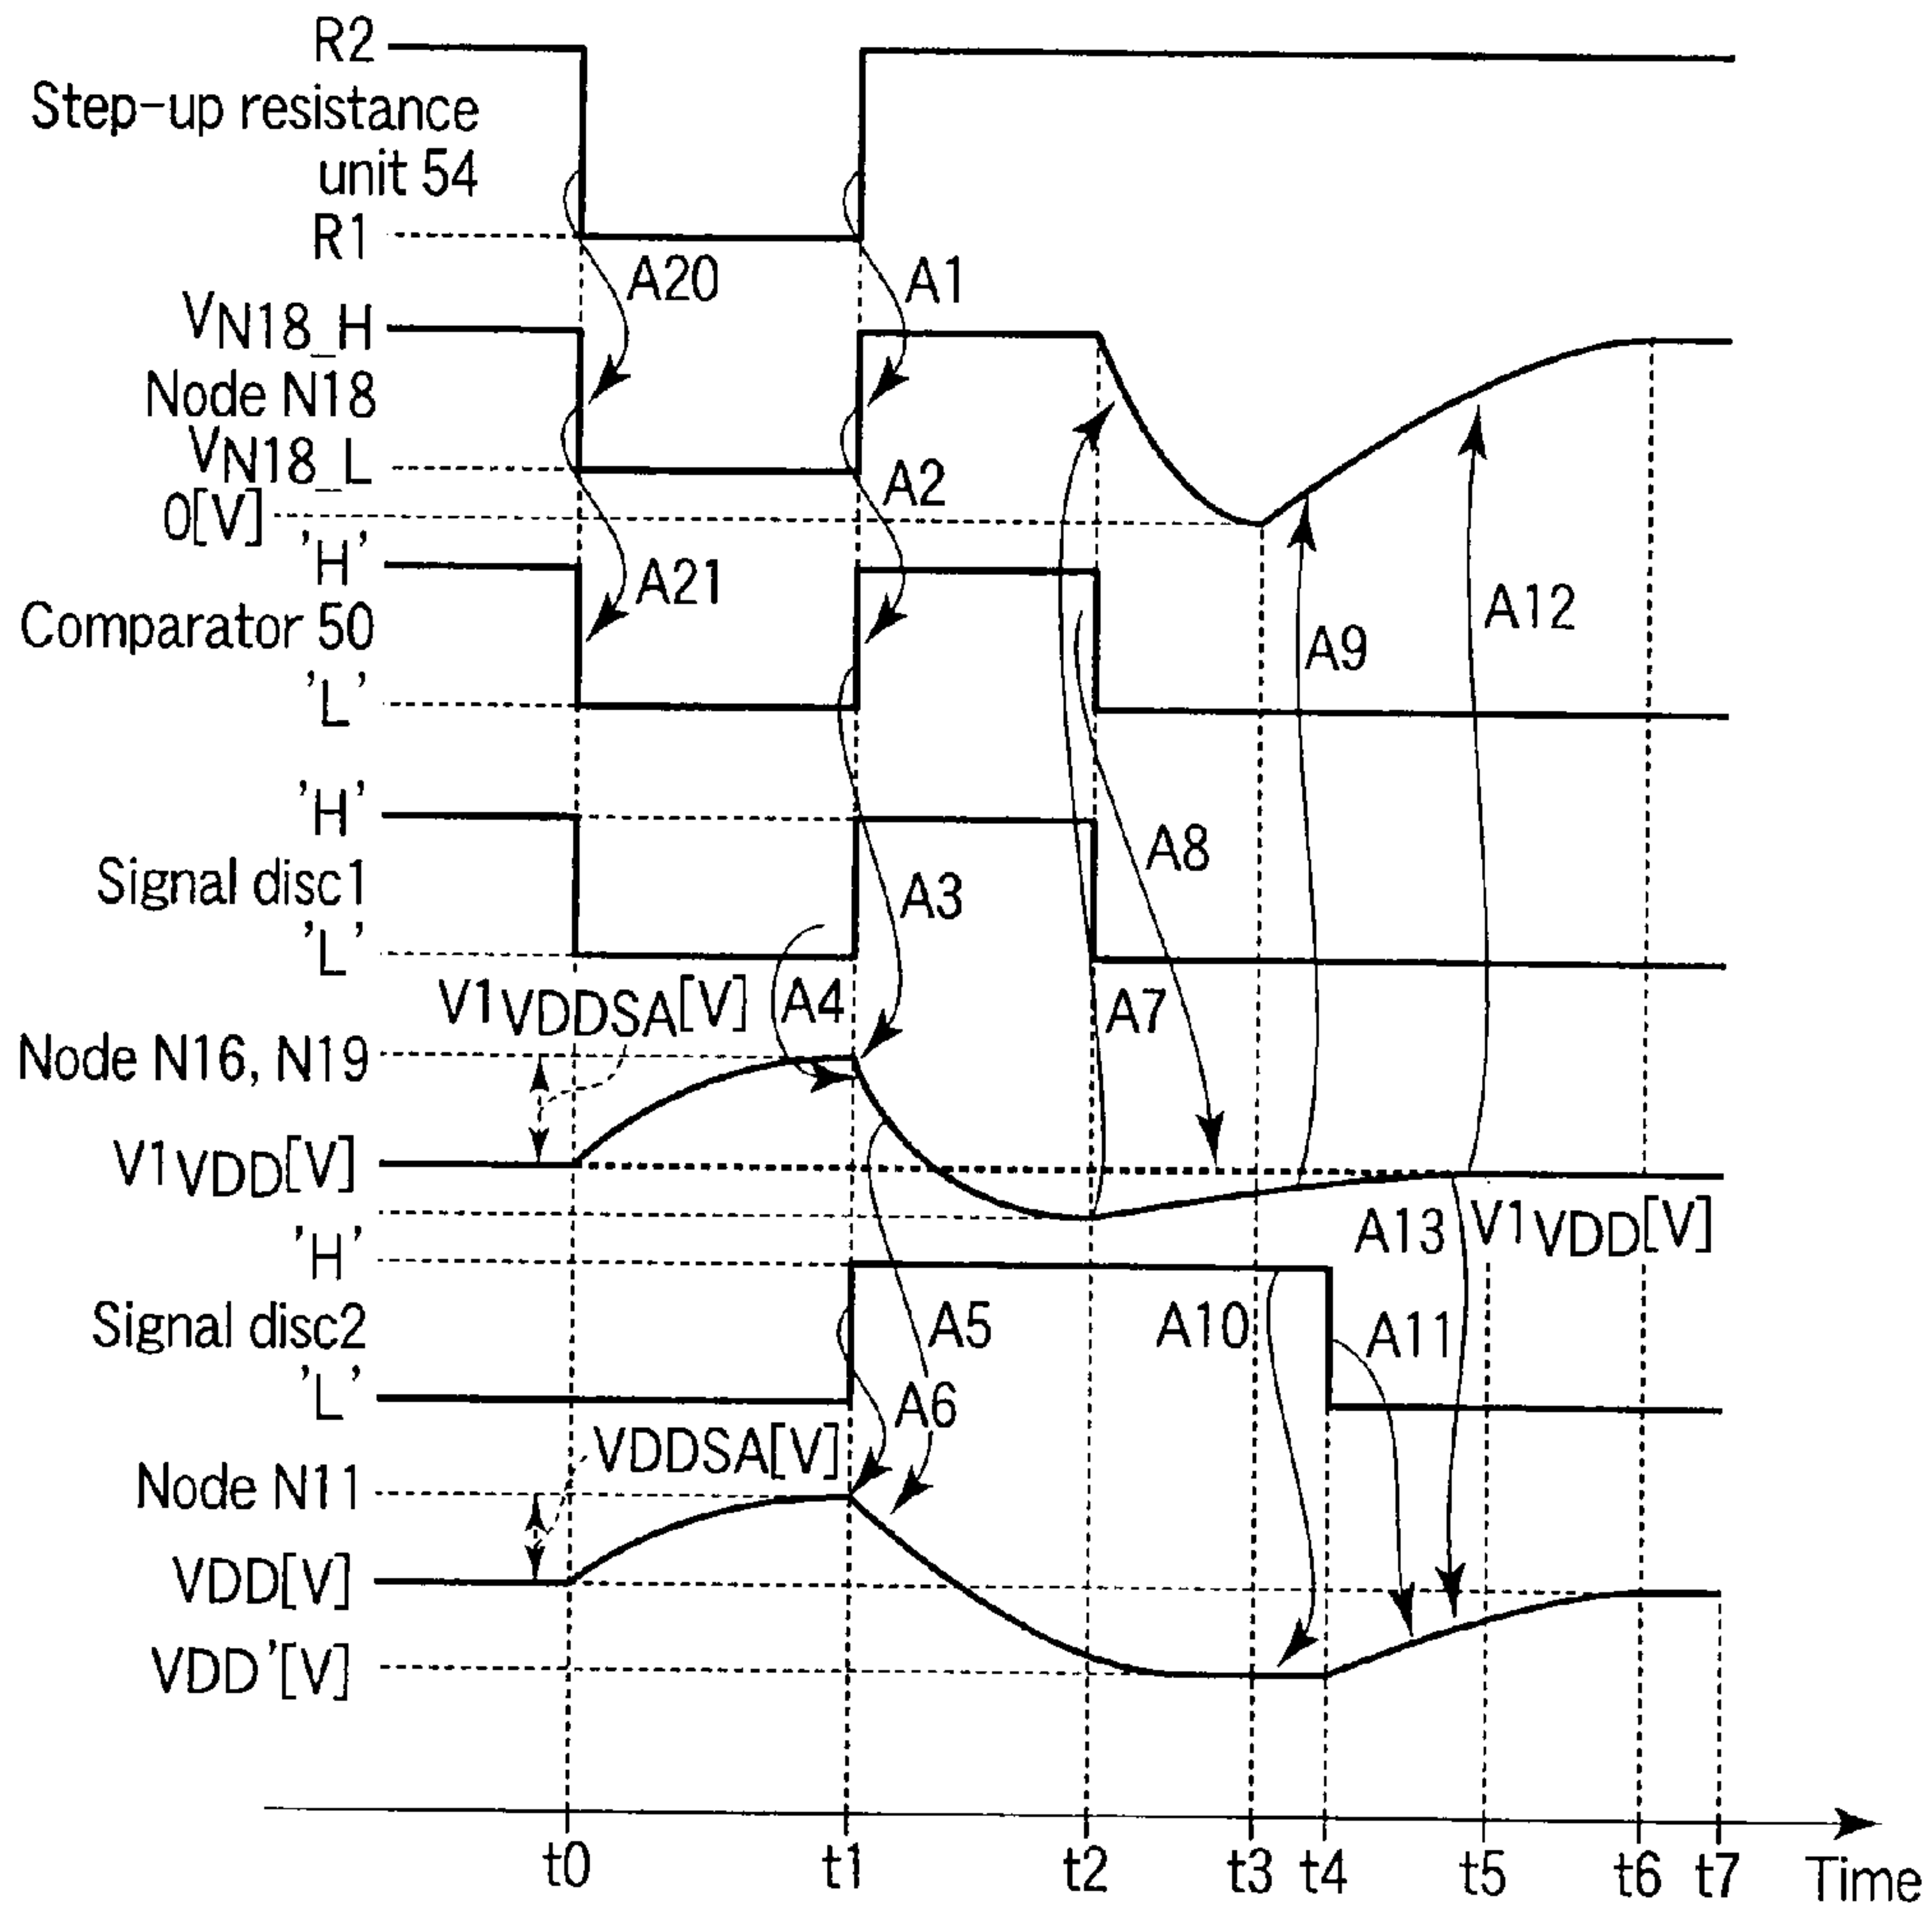 R2
Step-up resistance
unit 54
R1
A20
A1
VN18_H
Node N18
VN18_L
A2
0[V]
'H'
A21
Comparator 50
A12
A9
'L'
'H'
A8
Signal disc1
A3
'L'
V1VDDSA[V]
A4
A7
Node N16, N19
V1VDD[V]
A13
V1VDD[V]
'H'
Signal disc2
A5
A10
A11
'L'
A6
VDDSA[V]
Node N11
VDD[V]
VDD'[V]
t0
t1
t2
t3
t4
t5
t6
t7
Time